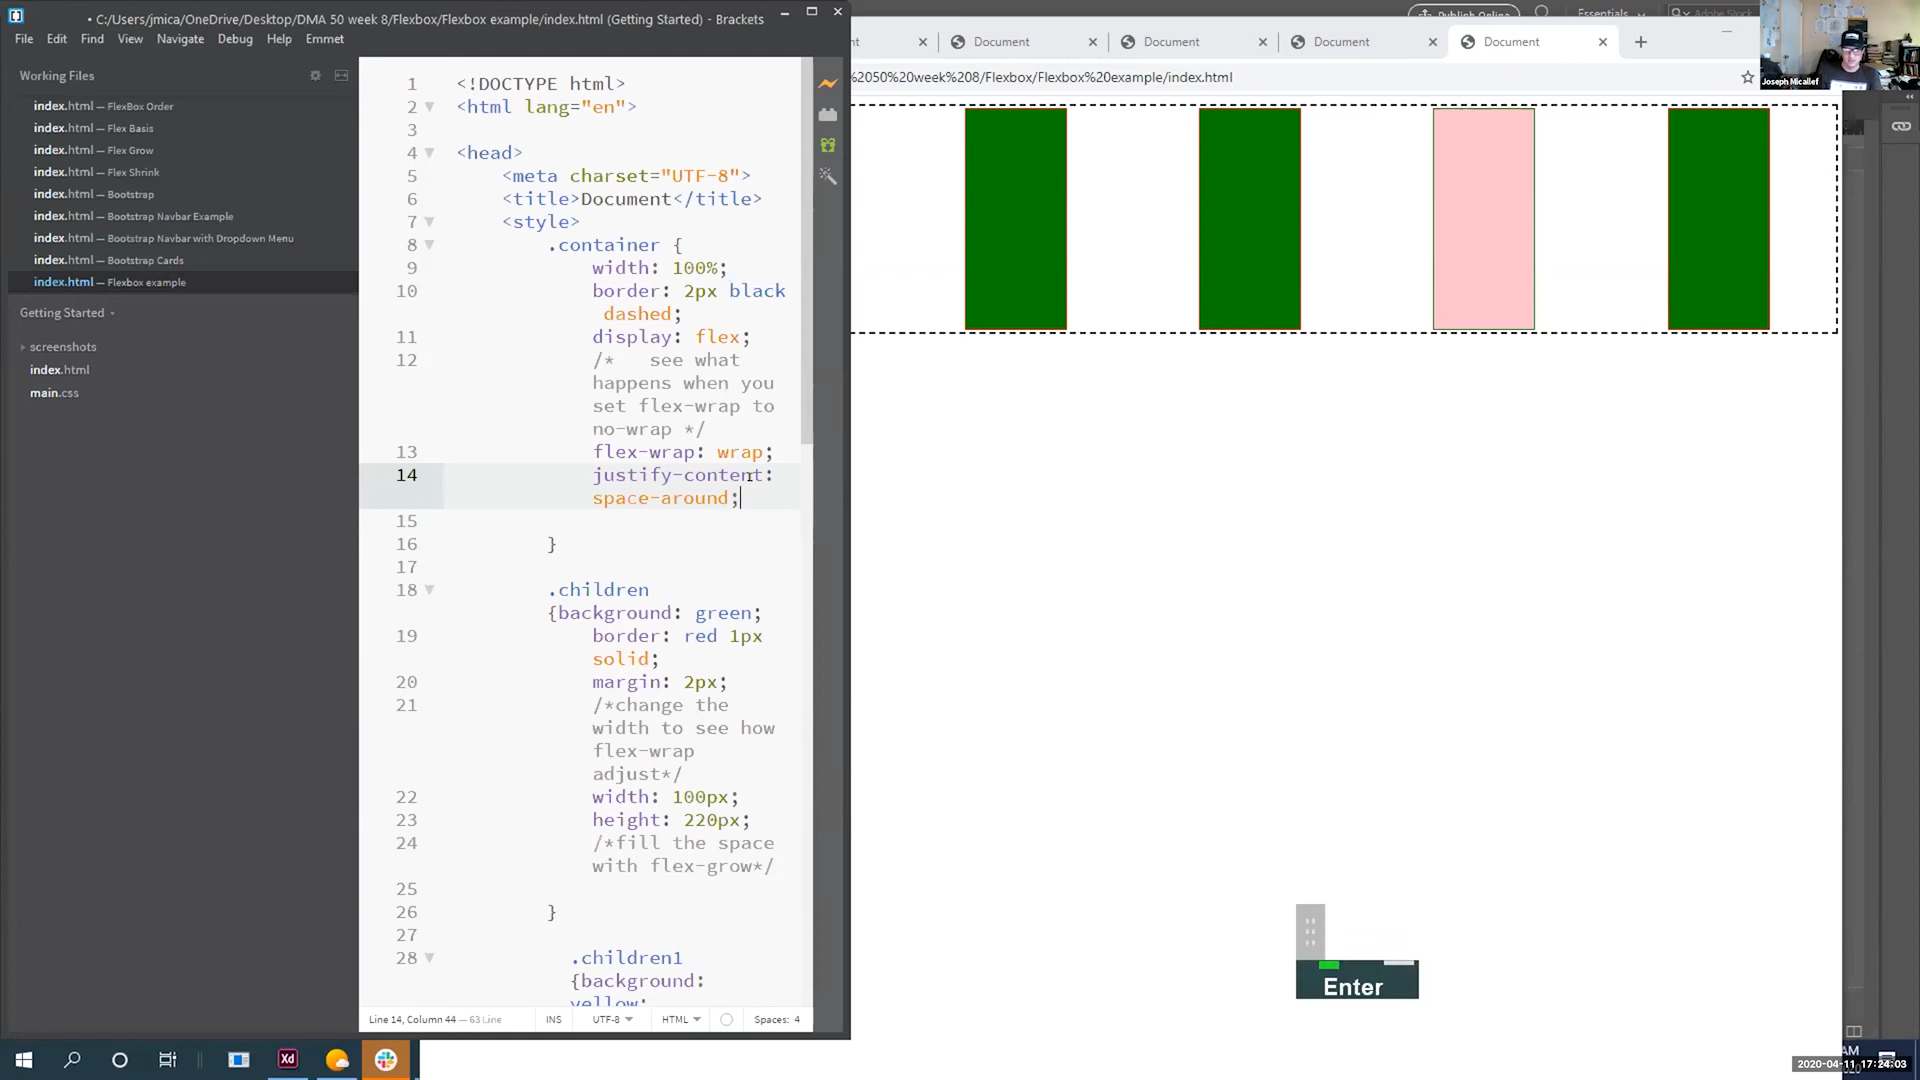 C:/Users/jmica/OneDrive/Desktop/DMA 50 week 8/Flexbox/Flexbox example/index.html (Getting Started) - Brackets
File Edit Find View Navigate Debug Help Emmet
Working Files
index.html — FlexBox Order
index.html — Flex Basis
index.html — Flex Grow
index.html — Flex Shrink
index.html — Bootstrap
index.html — Bootstrap Navbar Example
index.html — Bootstrap Navbar with Dropdown Menu
index.html — Bootstrap Cards
index.html — Flexbox example
Getting Started
screenshots
index.html
main.css
1 <!DOCTYPE html>
2 <html lang="en">
3
4 <head>
5 <meta charset="UTF-8">
6 <title>Document</title>
7 <style>
8 .container {
9 width: 100%;
10 border: 2px black
dashed;
11 display: flex;
12 /* see what
happens when you
set flex-wrap to
no-wrap */
13 flex-wrap: wrap;
14 justify-content:
space-around;
15
16 }
17
18 .children
{background: green;
19 border: red 1px
solid;
20 margin: 2px;
21 /*change the
width to see how
flex-wrap
adjust*/
22 width: 100px;
23 height: 220px;
24 /*fill the space
with flex-grow*/
25
26 }
27
28 .children1
{background:
yellow;
Line 14, Column 44 — 63 Line
INS UTF-8 HTML Spaces: 4
Publish Online
Essentials
Adobe Stock
nt Document Document Document Document
%2050%20week%208/Flexbox/Flexbox%20example/index.html
Joseph Micallef
Enter
Xd
AM
2020-04-11 17:24:03